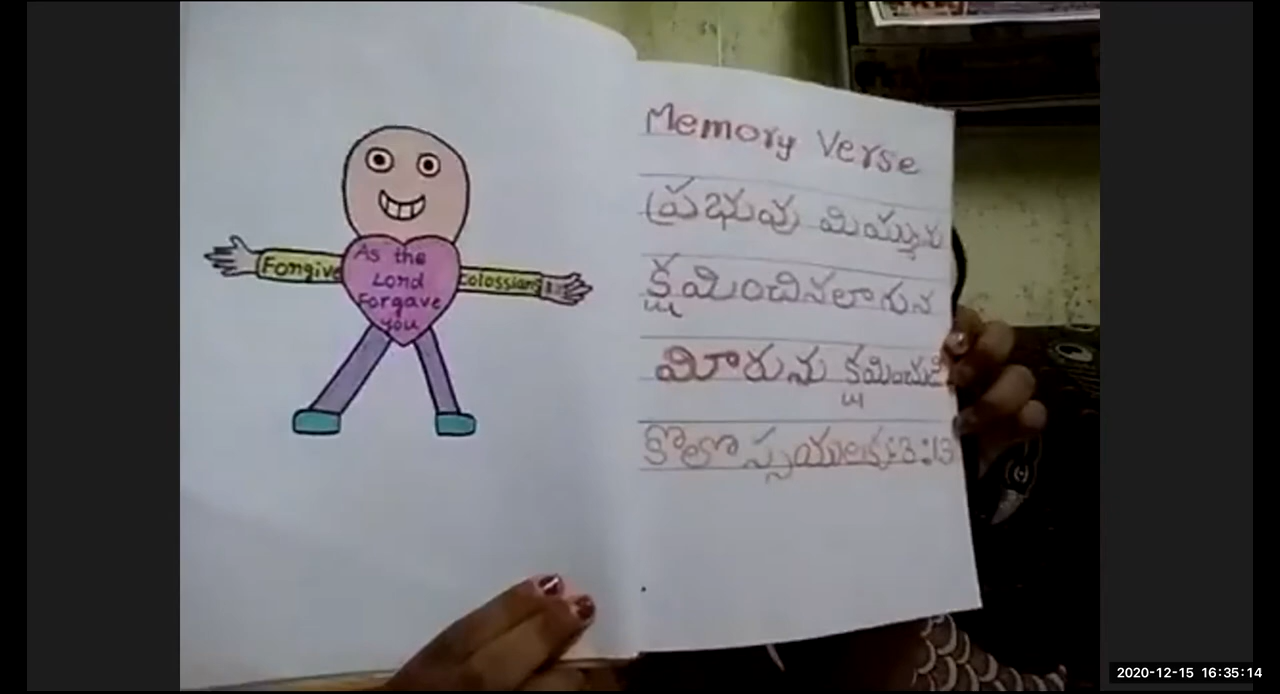 Forgive
As the
Lord
Forgave
you
Colossians
Memory Verse
ప్రభువు మిమ్మును
క్షమించినలాగున
మీరును క్షమించుడి
కొలొస్సయులకు:3:13
2020-12-15 16:35:14